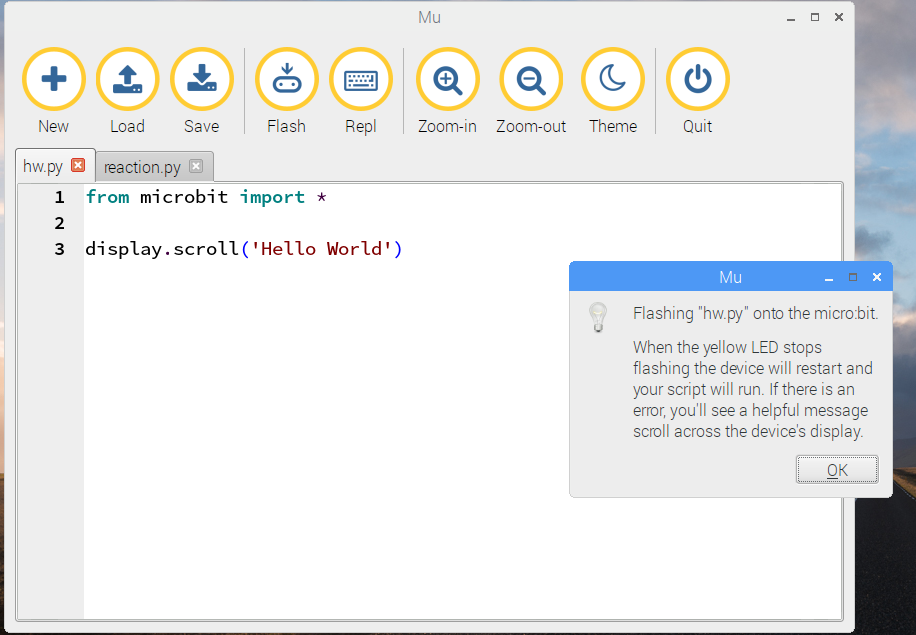 Mu
New Load Save Flash Repl Zoom-in Zoom-out Theme Quit
hw.py reaction.py
1 from microbit import *
2
3 display.scroll('Hello World')
Mu
Flashing "hw.py" onto the micro:bit.
When the yellow LED stops
flashing the device will restart and
your script will run. If there is an
error, you'll see a helpful message
scroll across the device's display.
OK